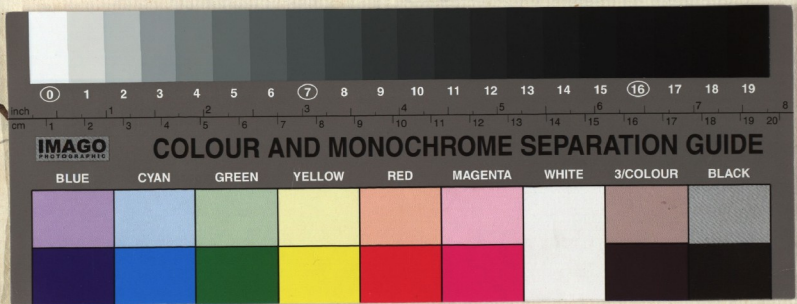 0 1 2 3 4 5 6 7 8 9 10 11 12 13 14 15 16 17 18 19
inch 1 2 3 4 5 6 7 8
cm 1 2 3 4 5 6 7 8 9 10 11 12 13 14 15 16 17 18 19 20
IMAGO
PHOTOGRAPHIC
COLOUR AND MONOCHROME SEPARATION GUIDE
BLUE CYAN GREEN YELLOW RED MAGENTA WHITE 3/COLOUR BLACK